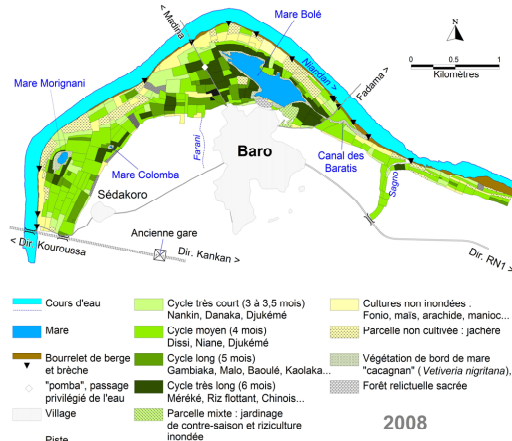 < Madina
Mare Bolé
N
0 0.5 1
Kilomètres
Niandan >
Fadama >
Mare Morignani
Farani
Baro
Canal des
Baratis
Mare Colomba
Sagno
Sédakoro
Ancienne gare
< Dir. Kouroussa
Dir. Kankan >
Dir. RN1 >
Cours d'eau
Mare
Bourrelet de berge
et brèche
"pomba", passage
privilégié de l'eau
Village
Piste
Cycle très court (3 à 3,5 mois)
Nankin, Danaka, Djukémé
Cycle moyen (4 mois)
Dissi, Niane, Djukémé
Cycle long (5 mois)
Gambiaka, Malo, Baoulé, Kaolaka...
Cycle très long (6 mois)
Méréké, Riz flottant, Chinois...
Parcelle mixte : jardinage
de contre-saison et riziculture
inondée
Cultures non inondées :
Fonio, maïs, arachide, manioc...
Parcelle non cultivée : jachère
Végétation de bord de mare
"cacagnan" (Vetiveria nigritana),
Forêt relictuelle sacrée
2008